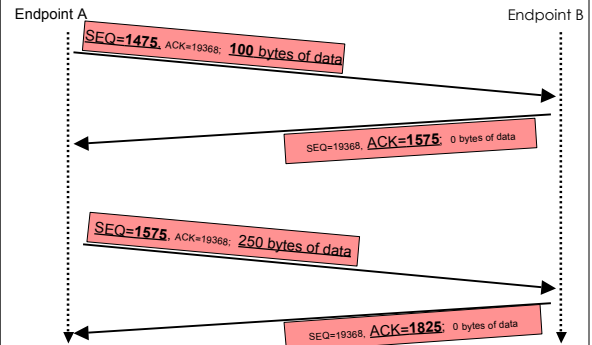 Endpoint A
Endpoint B
SEQ=1475, ACK=19368; 100 bytes of data
SEQ=19368, ACK=1575; 0 bytes of data
SEQ=1575, ACK=19368; 250 bytes of data
SEQ=19368, ACK=1825; 0 bytes of data